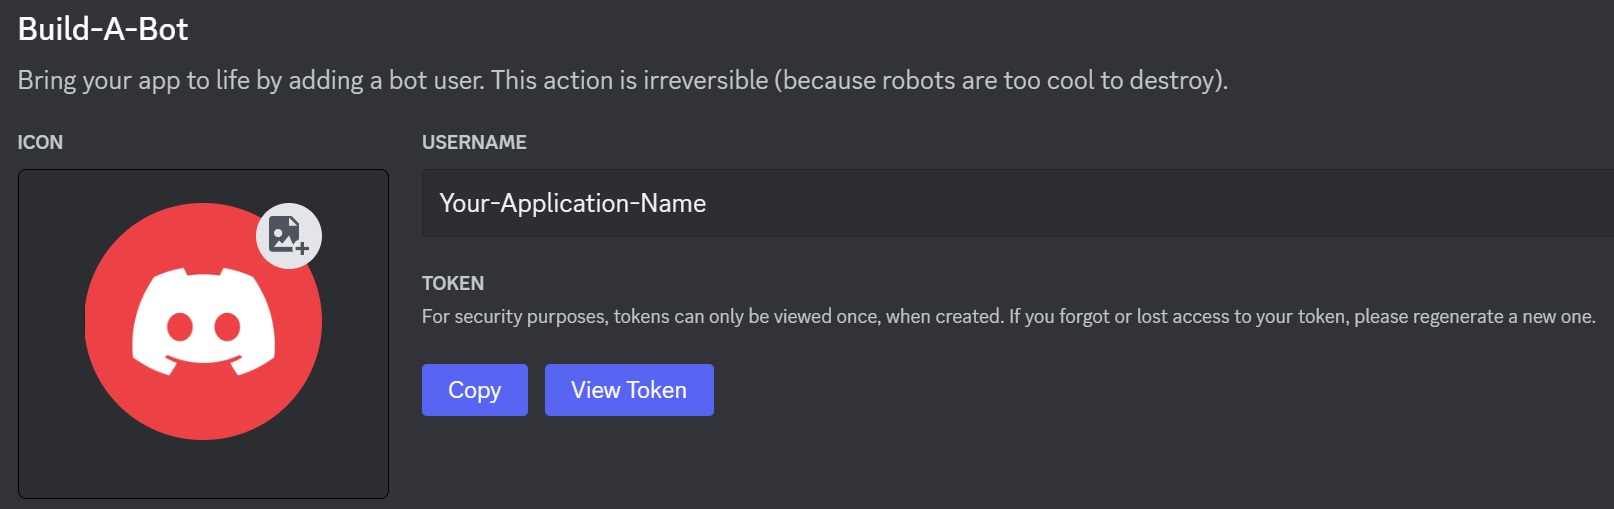 Build-A-Bot
Bring your app to life by adding a bot user. This action is irreversible (because robots are too cool to destroy).
ICON
USERNAME
Your-Application-Name
TOKEN
For security purposes, tokens can only be viewed once, when created. If you forgot or lost access to your token, please regenerate a new one.
Copy
View Token